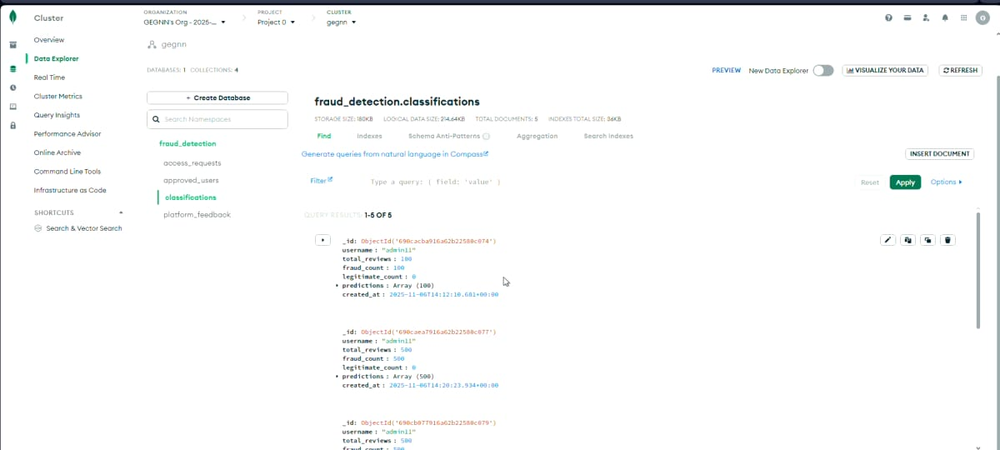 Cluster
ORGANIZATION
GEGNN's Org - 2025-...
PROJECT
Project 0
CLUSTER
gegnn
G
Overview
Data Explorer
Real Time
Cluster Metrics
Query Insights
Performance Advisor
Online Archive
Command Line Tools
Infrastructure as Code
SHORTCUTS +
Search & Vector Search
gegnn
DATABASES: 1 COLLECTIONS: 4
PREVIEW New Data Explorer
VISUALIZE YOUR DATA
REFRESH
+ Create Database
Search Namespaces
fraud_detection
access_requests
approved_users
classifications
platform_feedback
fraud_detection.classifications
STORAGE SIZE: 180KB LOGICAL DATA SIZE: 214.64KB TOTAL DOCUMENTS: 5 INDEXES TOTAL SIZE: 36KB
Find Indexes Schema Anti-Patterns Aggregation Search Indexes
Generate queries from natural language in Compass
INSERT DOCUMENT
Filter
Type a query: { field: 'value' }
Reset Apply Options
QUERY RESULTS: 1-5 OF 5
_id: ObjectId('690cacba916a62b22580c074')
username : "admin11"
total_reviews : 100
fraud_count : 100
legitimate_count : 0
predictions : Array (100)
created_at : 2025-11-06T14:12:10.681+00:00
_id: ObjectId('690caea7916a62b22580c077')
username : "admin11"
total_reviews : 500
fraud_count : 500
legitimate_count : 0
predictions : Array (500)
created_at : 2025-11-06T14:20:23.934+00:00
_id: ObjectId('690cb077916a62b22580c079')
username : "admin11"
total_reviews : 500
fraud_count : 500